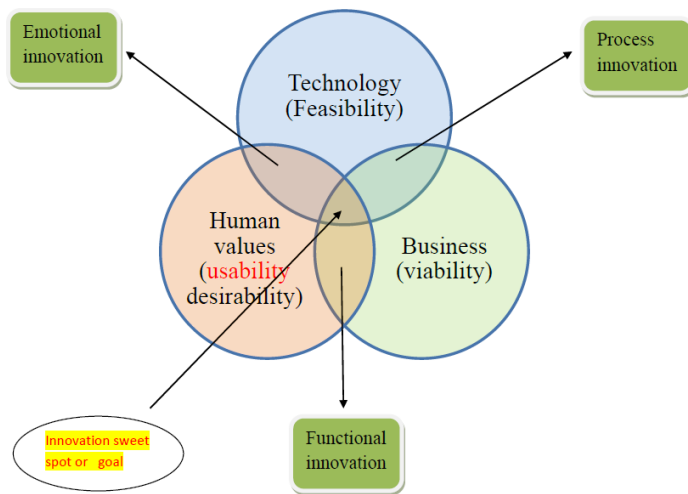 Emotional
innovation
Process
innovation
Technology
(Feasibility)
Human
values
(usability
desirability)
Business
(viability)
Innovation sweet
spot or goal
Functional
innovation